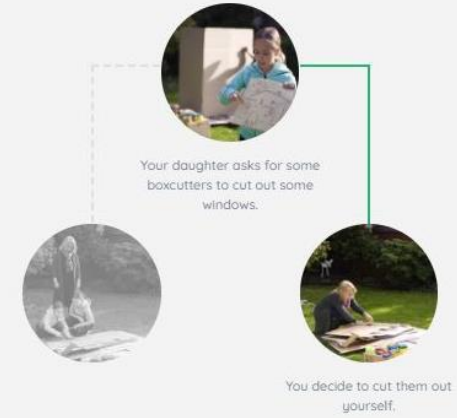 Your daughter asks for some
boxcutters to cut out some
windows.
You decide to cut them out
yourself.